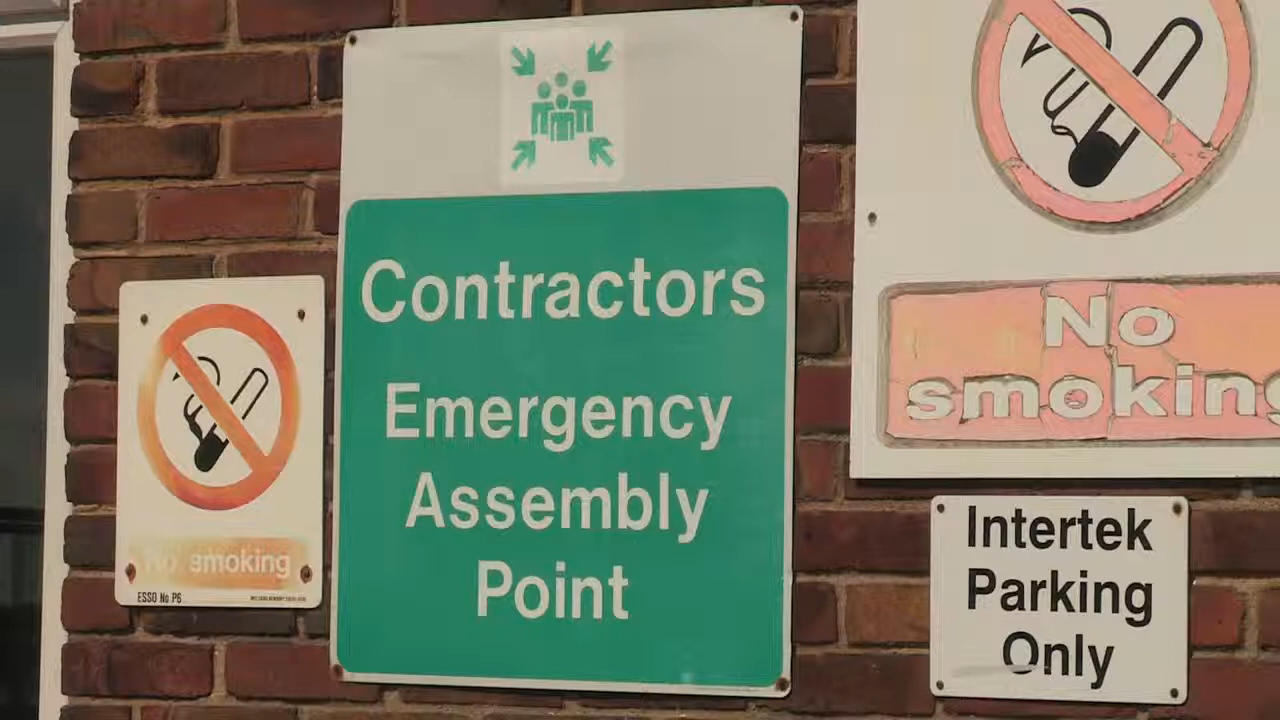 No smoking
ESSO No P6
Contractors
Emergency
Assembly
Point
No
smoking
Intertek
Parking
Only